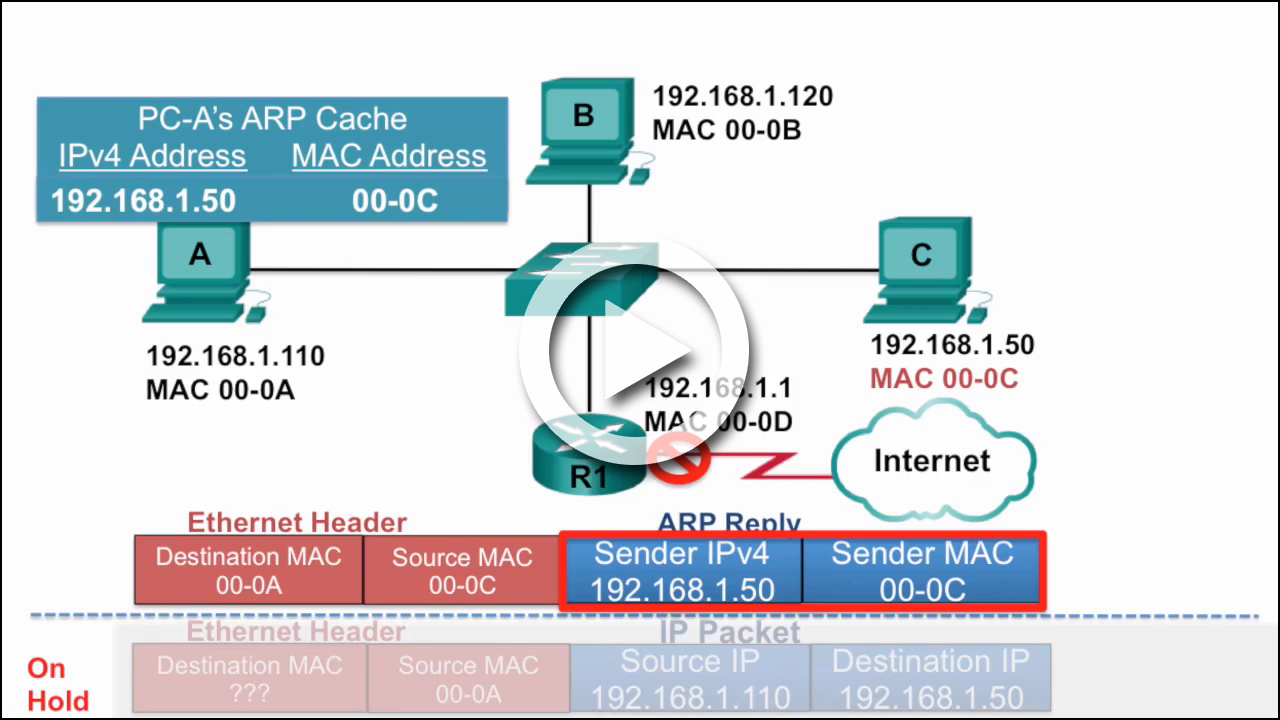 B
192.168.1.120
MAC 00-0B
PC-A's ARP Cache
IPv4 Address MAC Address
192.168.1.50 00-0C
A
192.168.1.110
MAC 00-0A
C
192.168.1.50
MAC 00-0C
192.168.1.1
MAC 00-0D
R1
Internet
Ethernet Header ARP Reply
Destination MAC Source MAC Sender IPv4 Sender MAC
00-0A 00-0C 192.168.1.50 00-0C
Ethernet Header IP Packet
On Hold
Destination MAC Source MAC Source IP Destination IP
??? 00-0A 192.168.1.110 192.168.1.50